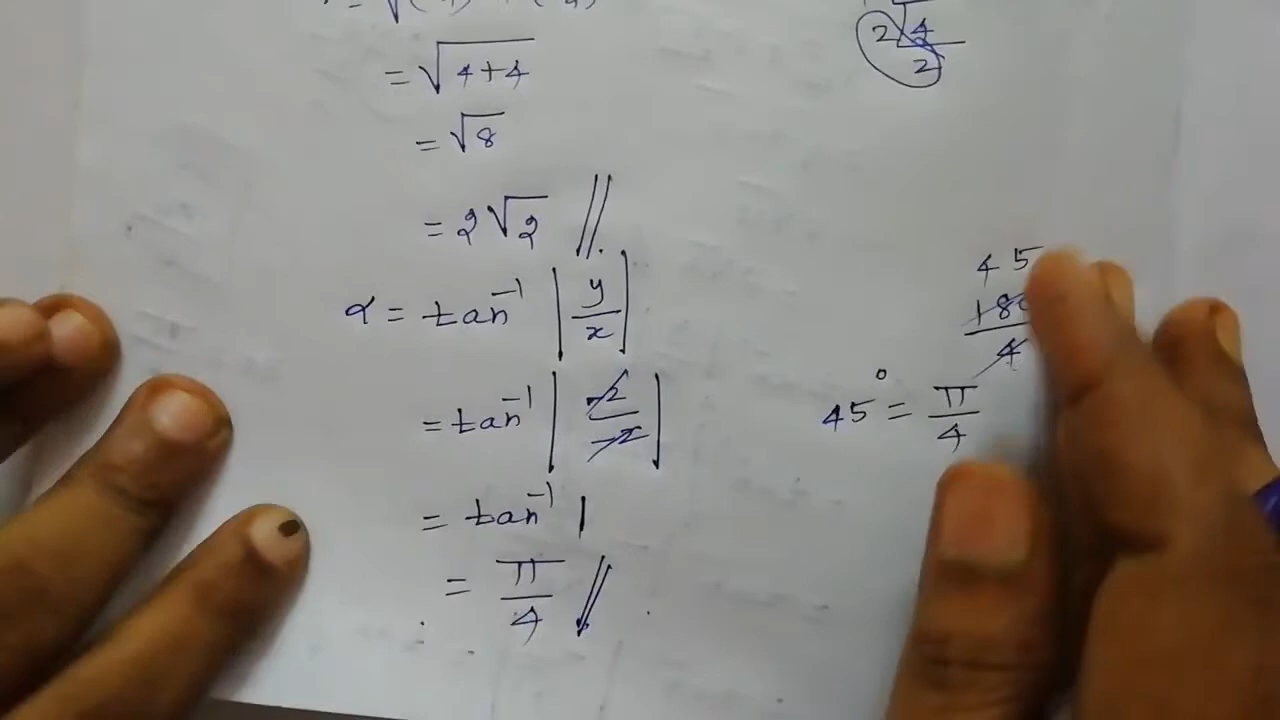 = √4+4
= √8
= 2√2 //
α = tan⁻¹ |y/x|
= tan⁻¹ |-2/-2|
= tan⁻¹ 1
= π/4 //
2 4
2
45
180
4
45° = π/4